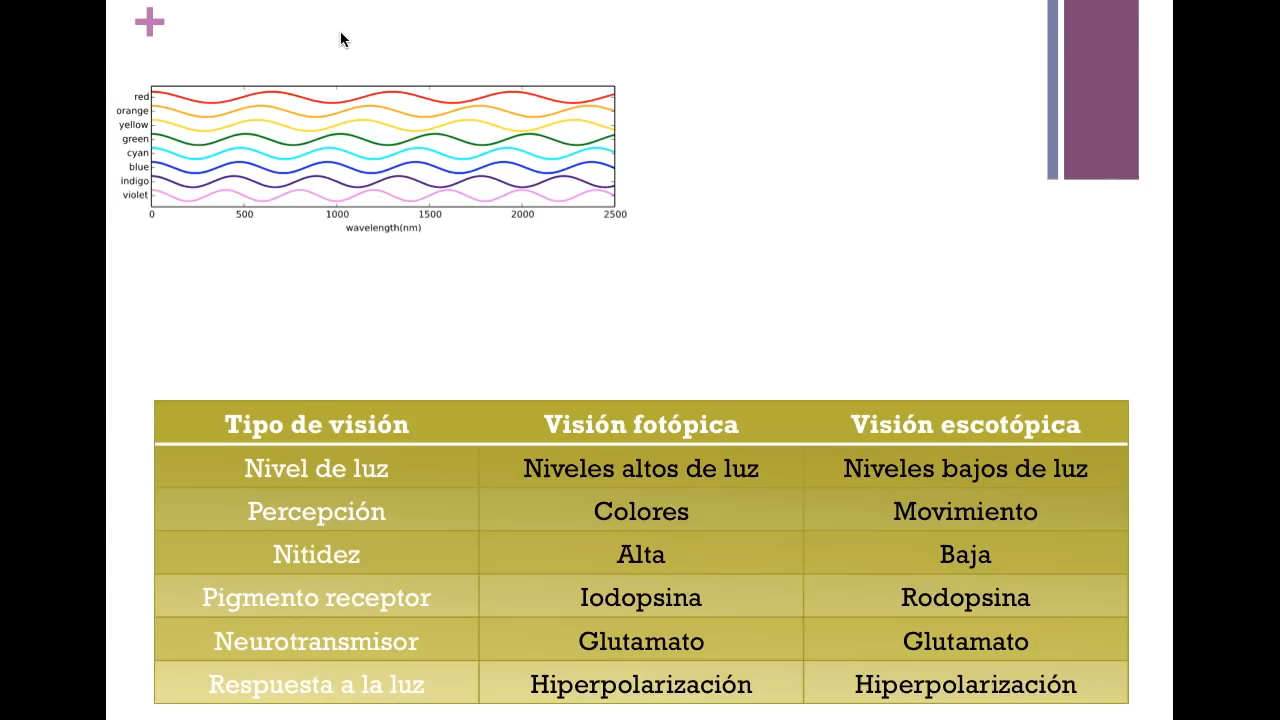 red
orange
yellow
green
cyan
blue
indigo
violet
0 500 1000 1500 2000 2500
wavelength(nm)
Tipo de visión Visión fotópica Visión escotópica
Nivel de luz Niveles altos de luz Niveles bajos de luz
Percepción Colores Movimiento
Nitidez Alta Baja
Pigmento receptor Iodopsina Rodopsina
Neurotransmisor Glutamato Glutamato
Respuesta a la luz Hiperpolarización Hiperpolarización